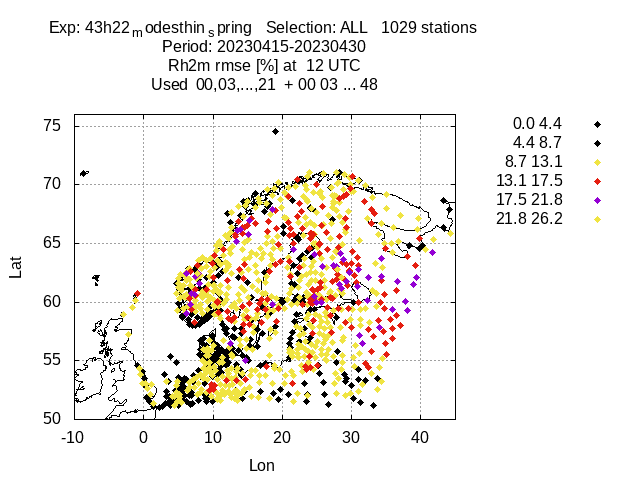 Exp: 43h22modesthinspring   Selection: ALL   1029 stations
Period: 20230415-20230430
Rh2m rmse [%] at  12 UTC
Used  00,03,...,21  + 00 03 ... 48
0.0 4.4
4.4 8.7
8.7 13.1
13.1 17.5
17.5 21.8
21.8 26.2
75
70
65
60
55
50
Lat
-10 0 10 20 30 40
Lon